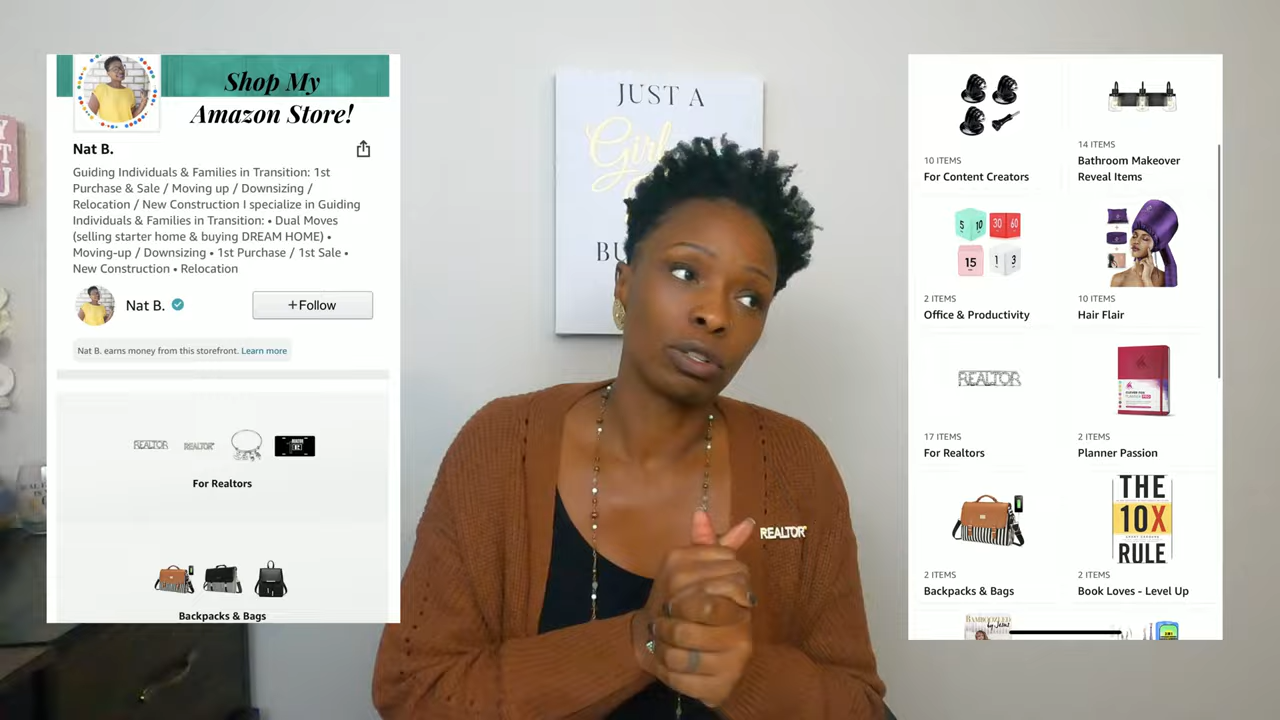 Shop My
Amazon Store!
Nat B.
Guiding Individuals & Families in Transition: 1st
Purchase & Sale / Moving up / Downsizing /
Relocation / New Construction I specialize in Guiding
Individuals & Families in Transition: • Dual Moves
(selling starter home & buying DREAM HOME) •
Moving-up / Downsizing • 1st Purchase / 1st Sale •
New Construction • Relocation
Nat B.
+Follow
Nat B. earns money from this storefront. Learn more
REALTOR
REALTOR
For Realtors
Backpacks & Bags
JUST A
Girl
BU
REALTOR
10 ITEMS
For Content Creators
14 ITEMS
Bathroom Makeover
Reveal Items
5 10 30 60
15 1 3
2 ITEMS
Office & Productivity
10 ITEMS
Hair Flair
REALTOR
17 ITEMS
For Realtors
2 ITEMS
Planner Passion
2 ITEMS
Backpacks & Bags
THE
10X
RULE
2 ITEMS
Book Loves - Level Up